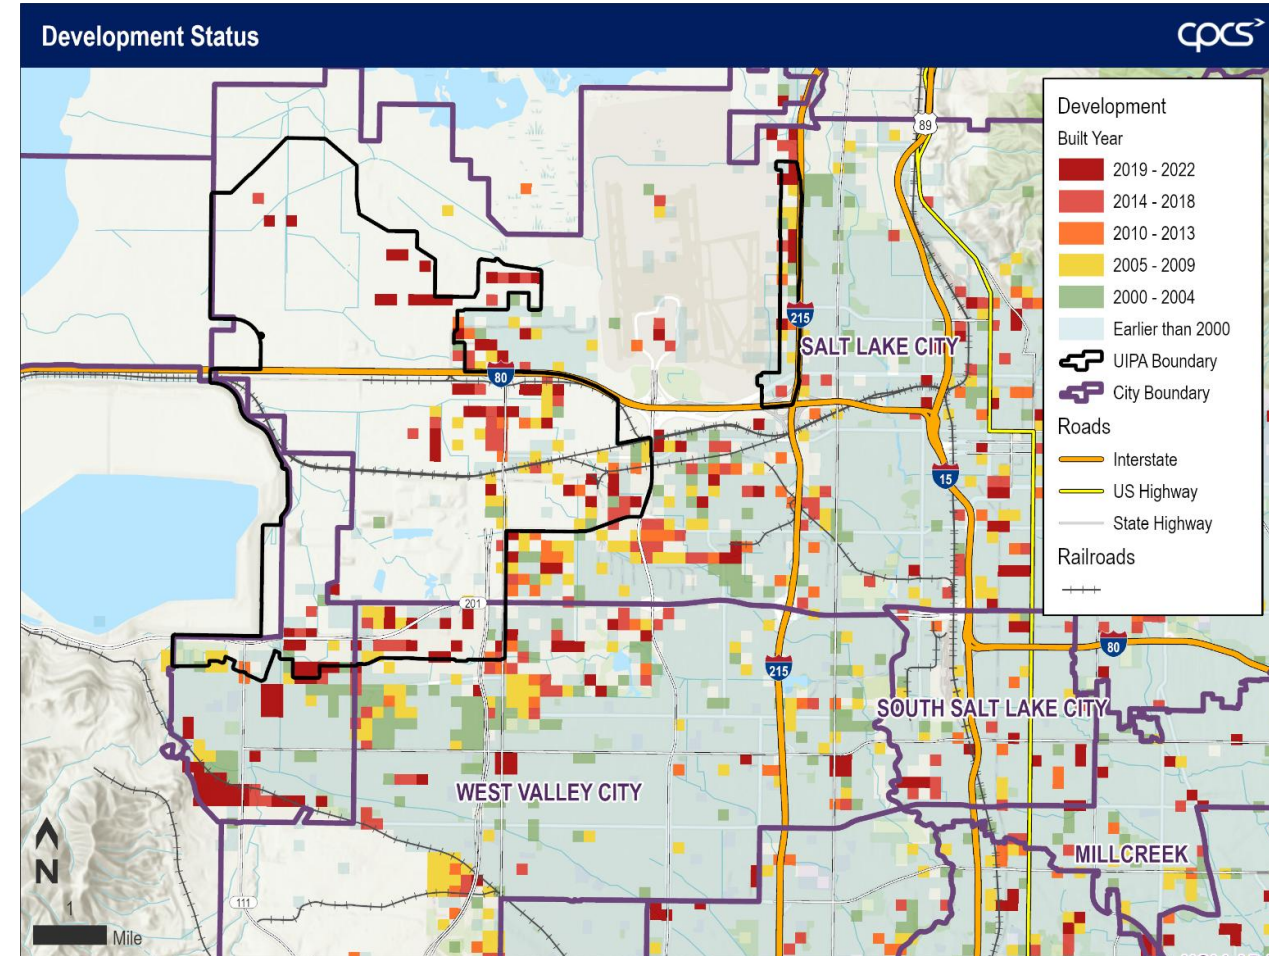 Development Status
cpcs
Development
Built Year
2019 - 2022
2014 - 2018
2010 - 2013
2005 - 2009
2000 - 2004
Earlier than 2000
UIPA Boundary
City Boundary
Roads
Interstate
US Highway
State Highway
Railroads
89
215
SALT LAKE CITY
80
15
201
215
80
SOUTH SALT LAKE CITY
WEST VALLEY CITY
MILLCREEK
N
111
1
Mile